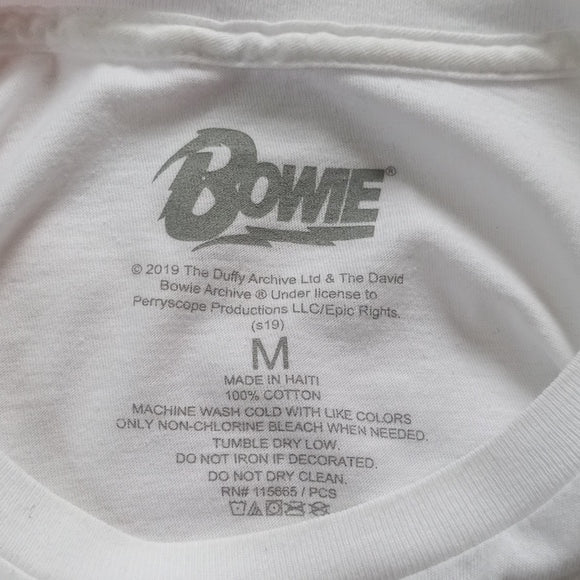 BOWIE®
© 2019 The Duffy Archive Ltd & The David
Bowie Archive ® Under license to
Perryscope Productions LLC/Epic Rights.
(s19)
M
MADE IN HAITI
100% COTTON
MACHINE WASH COLD WITH LIKE COLORS
ONLY NON-CHLORINE BLEACH WHEN NEEDED.
TUMBLE DRY LOW.
DO NOT IRON IF DECORATED.
DO NOT DRY CLEAN.
RN# 115665 / PCS